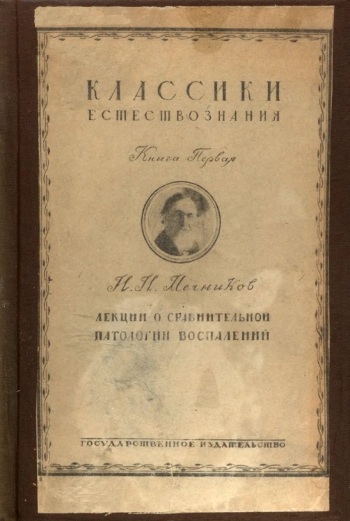 КЛАССИКИ
ЕСТЕСТВОЗНАНИЯ
Книга Первая
И. И. Мечников
ЛЕКЦИИ О СРАВНИТЕЛЬНОЙ
ПАТОЛОГИИ ВОСПАЛЕНИЙ
ГОСУДАРСТВЕННОЕ ИЗДАТЕЛЬСТВО